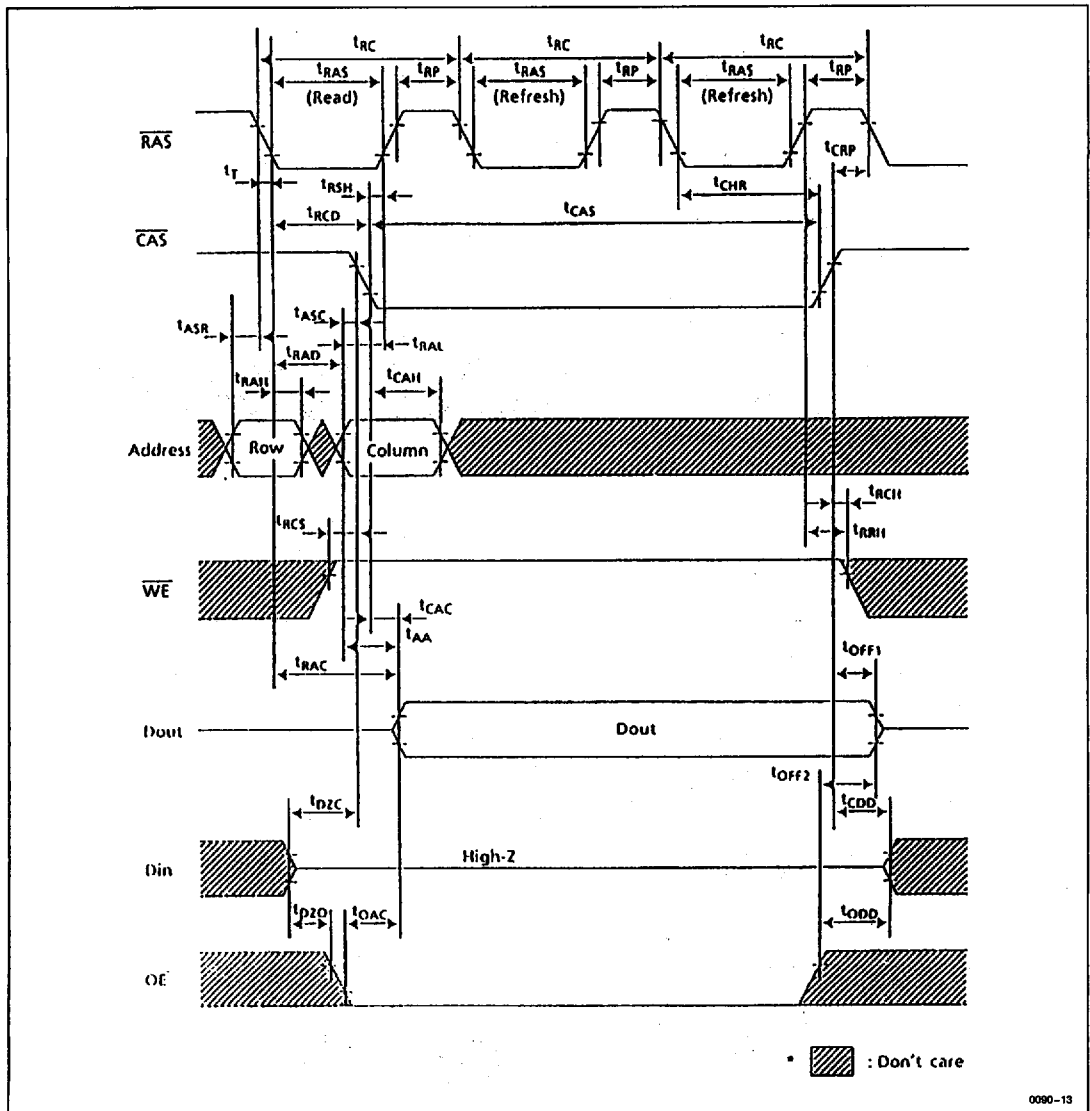 tRC tRC tRC
tRAS tRP tRAS tRP tRAS tRP
(Read) (Refresh) (Refresh)
RAS
tCRP
tT tRSH tCHR
tRCD tCAS
CAS
tASR tASC
tRAD tRAL
tRAH tCAH
Address Row Column
tRCH
tRCS tRRH
WE
tCAC
tAA
tRAC tOFF1
Dout Dout
tOFF2
tDZC tCDD
Din High-Z
tDZO tOAC tODD
OE
* : Don't care
0090-13